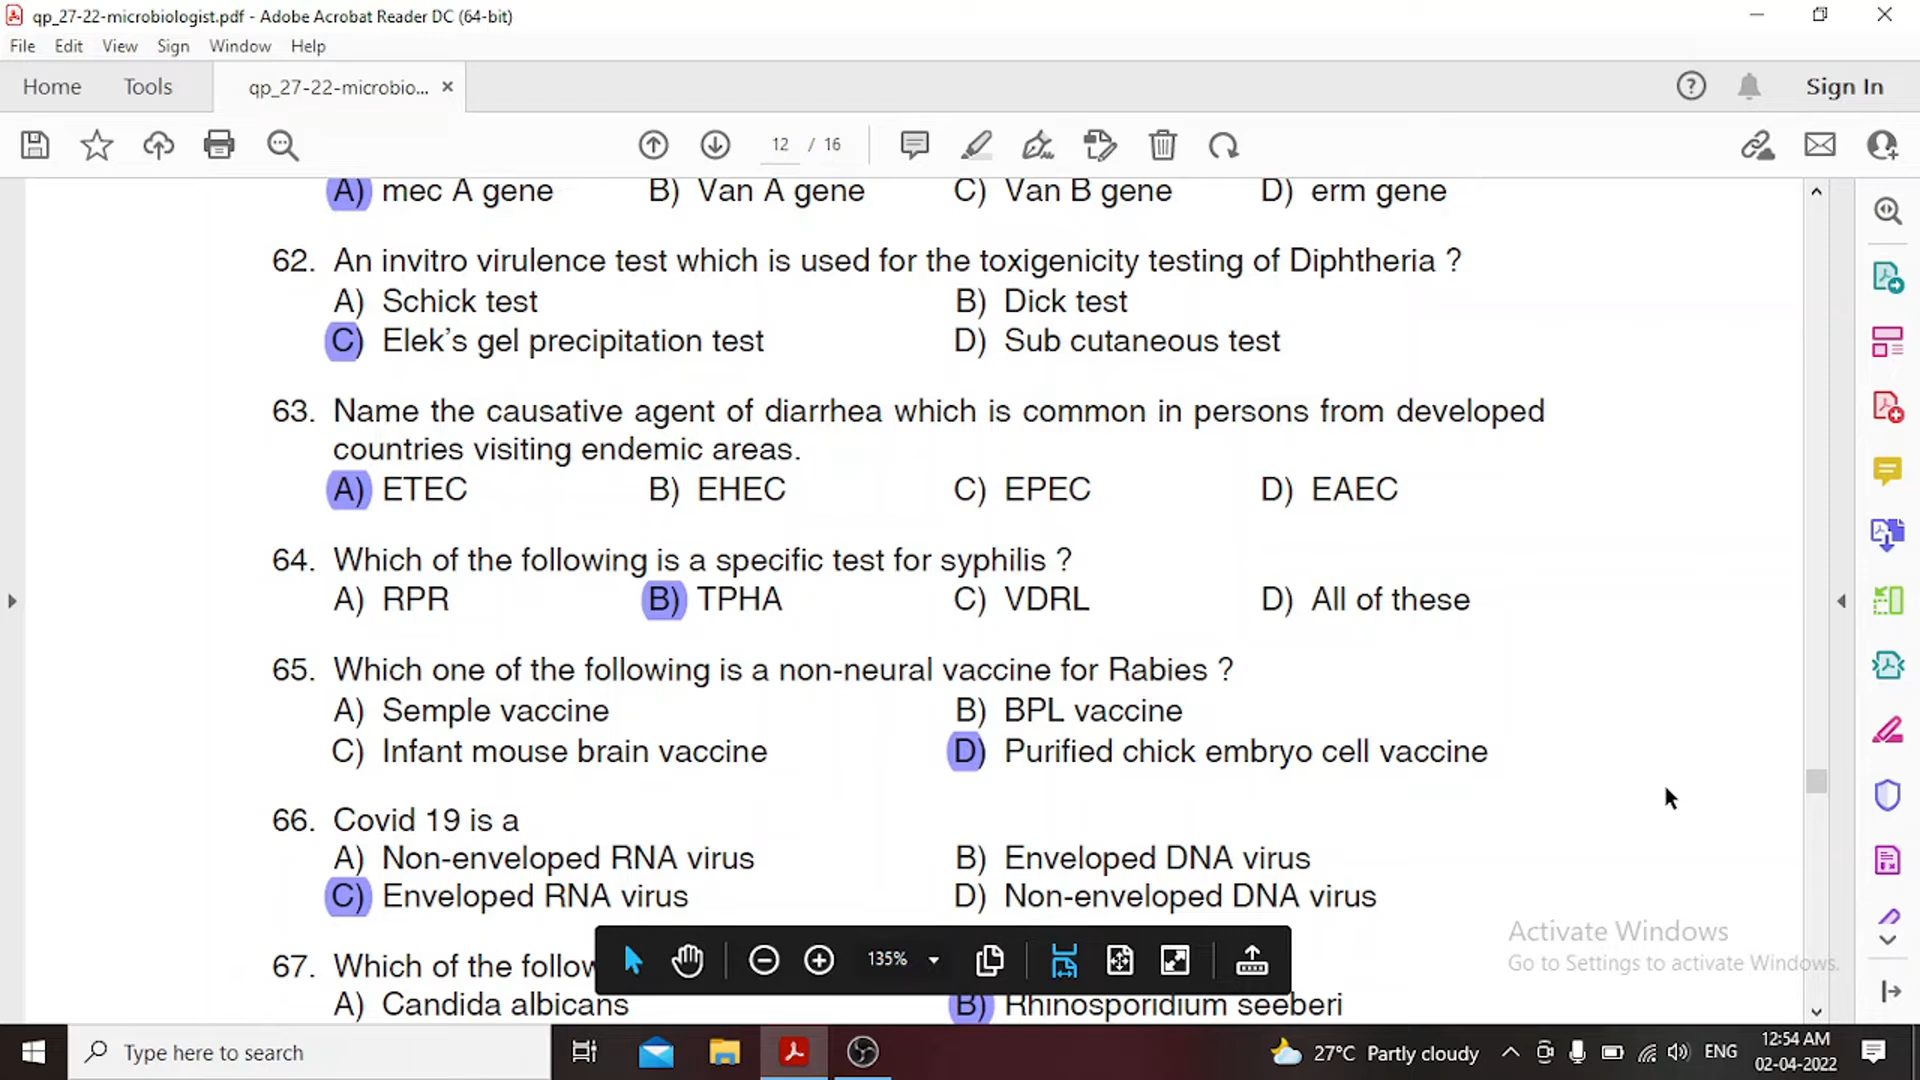 qp_27-22-microbiologist.pdf - Adobe Acrobat Reader DC (64-bit)
File Edit View Sign Window Help
Home Tools qp_27-22-microbio... × Sign In
12 / 16
A) mec A gene B) Van A gene C) Van B gene D) erm gene
62. An invitro virulence test which is used for the toxigenicity testing of Diphtheria ?
A) Schick test B) Dick test
C) Elek's gel precipitation test D) Sub cutaneous test
63. Name the causative agent of diarrhea which is common in persons from developed
countries visiting endemic areas.
A) ETEC B) EHEC C) EPEC D) EAEC
64. Which of the following is a specific test for syphilis ?
A) RPR B) TPHA C) VDRL D) All of these
65. Which one of the following is a non-neural vaccine for Rabies ?
A) Semple vaccine B) BPL vaccine
C) Infant mouse brain vaccine D) Purified chick embryo cell vaccine
66. Covid 19 is a
A) Non-enveloped RNA virus B) Enveloped DNA virus
C) Enveloped RNA virus D) Non-enveloped DNA virus
Activate Windows
Go to Settings to activate Windows.
67. Which of the follow
135%
A) Candida albicans B) Rhinosporidium seeberi
Type here to search
27°C Partly cloudy ENG 12:54 AM
02-04-2022